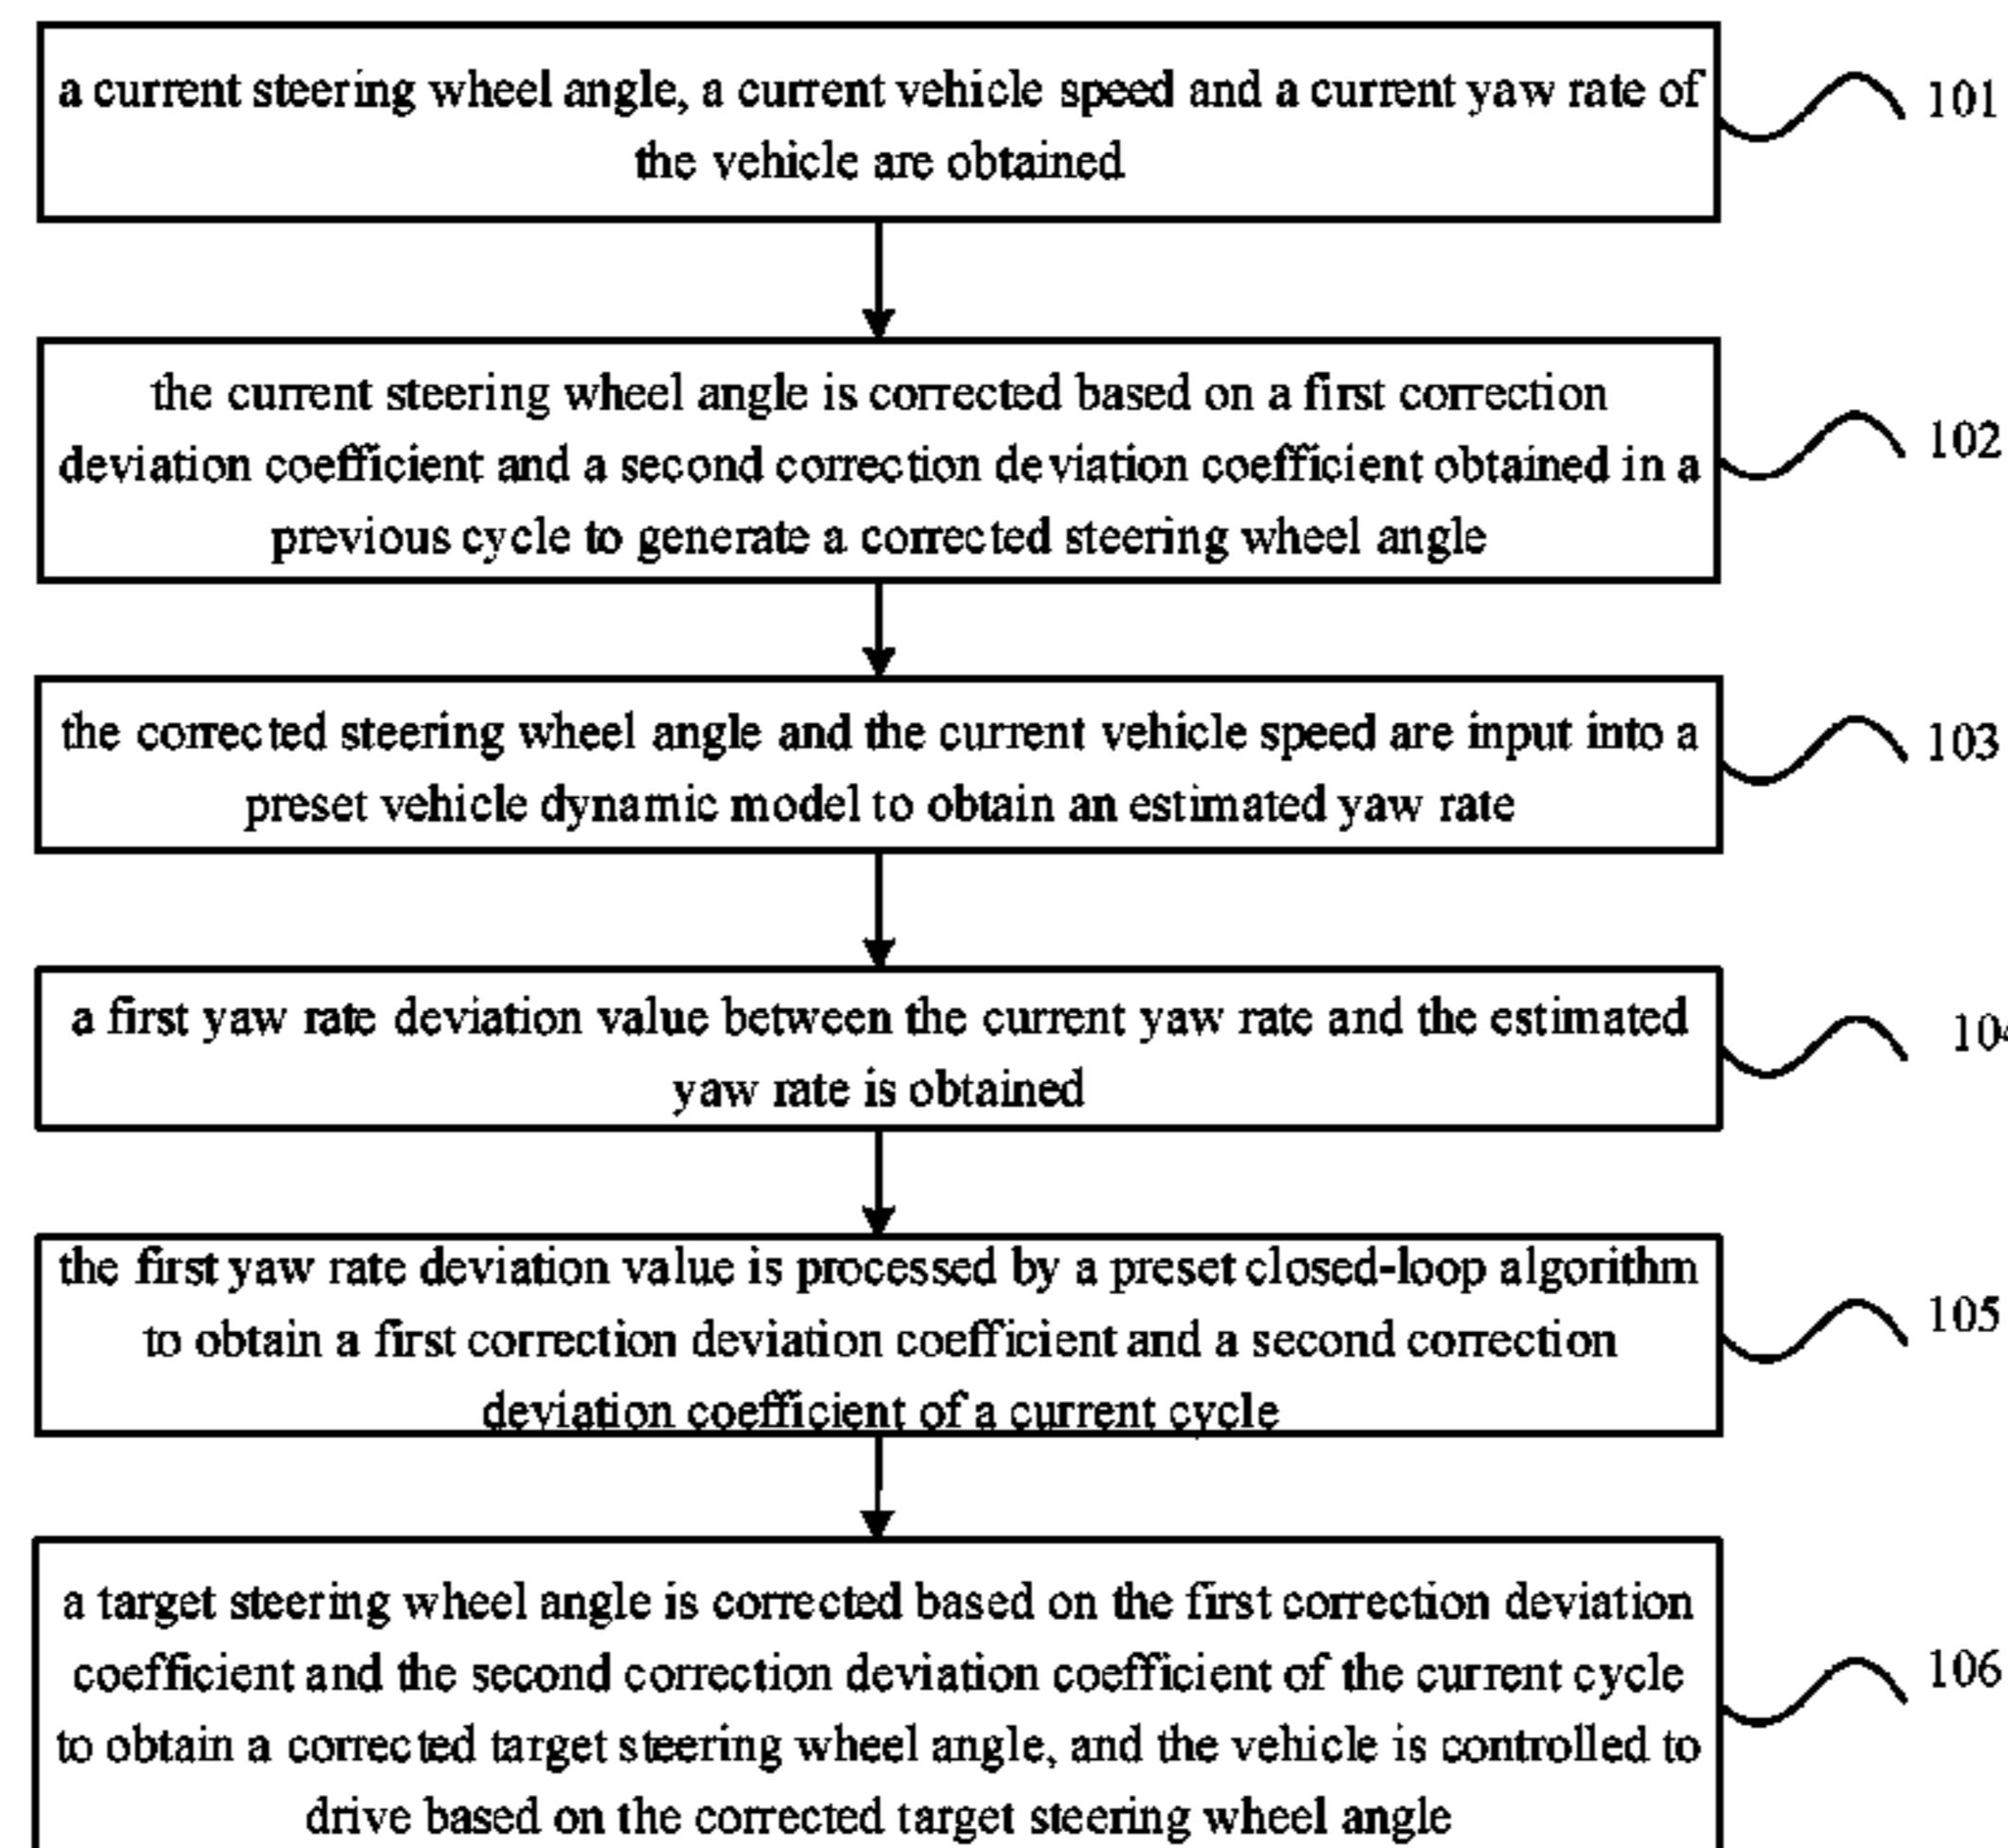 a current steering wheel angle, a current vehicle speed and a current yaw rate of
the vehicle are obtained
101
the current steering wheel angle is corrected based on a first correction
deviation coefficient and a second correction deviation coefficient obtained in a
previous cycle to generate a corrected steering wheel angle
102
the corrected steering wheel angle and the current vehicle speed are input into a
preset vehicle dynamic model to obtain an estimated yaw rate
103
a first yaw rate deviation value between the current yaw rate and the estimated
yaw rate is obtained
104
the first yaw rate deviation value is processed by a preset closed-loop algorithm
to obtain a first correction deviation coefficient and a second correction
deviation coefficient of a current cycle
105
a target steering wheel angle is corrected based on the first correction deviation
coefficient and the second correction deviation coefficient of the current cycle
to obtain a corrected target steering wheel angle, and the vehicle is controlled to
drive based on the corrected target steering wheel angle
106